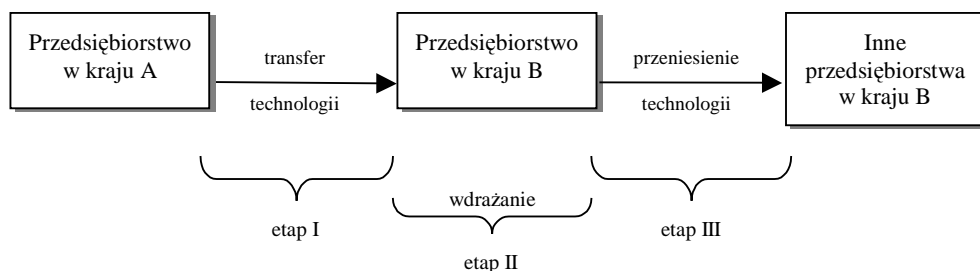 Przedsiębiorstwo
w kraju A
transfer
technologii
Przedsiębiorstwo
w kraju B
przeniesienie
technologii
Inne
przedsiębiorstwa
w kraju B
etap I
wdrażanie
etap II
etap III